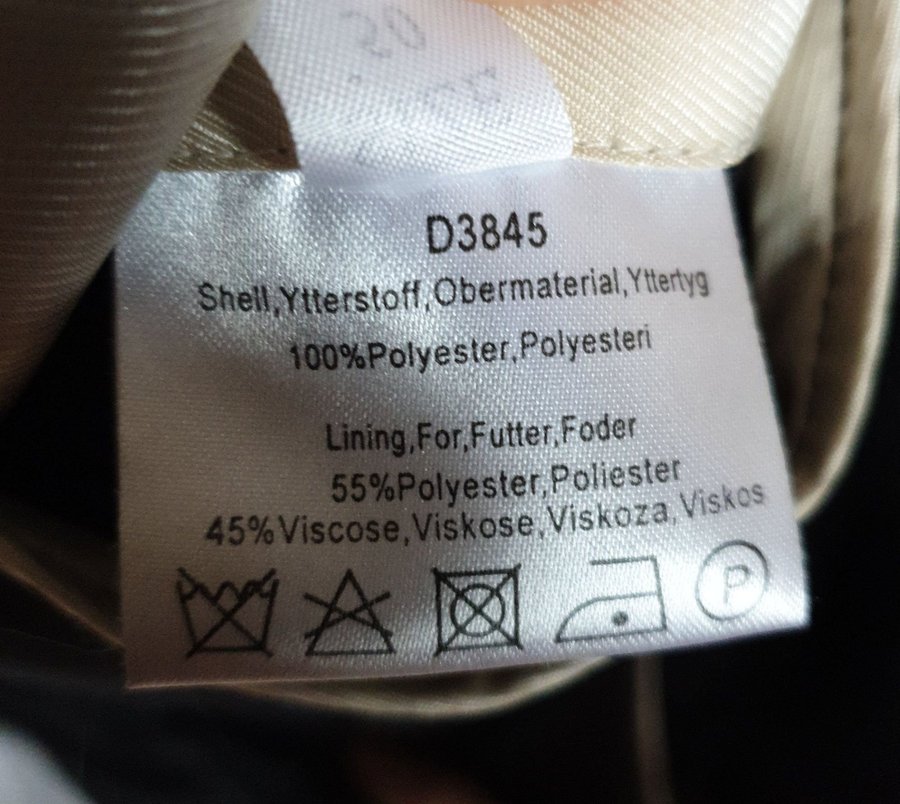 D3845
Shell,Ytterstoff,Obermaterial,Yttertyg
100%Polyester,Polyesteri
Lining,For,Futter,Foder
55%Polyester,Poliester
45%Viscose,Viskose,Viskoza,Viskos
P